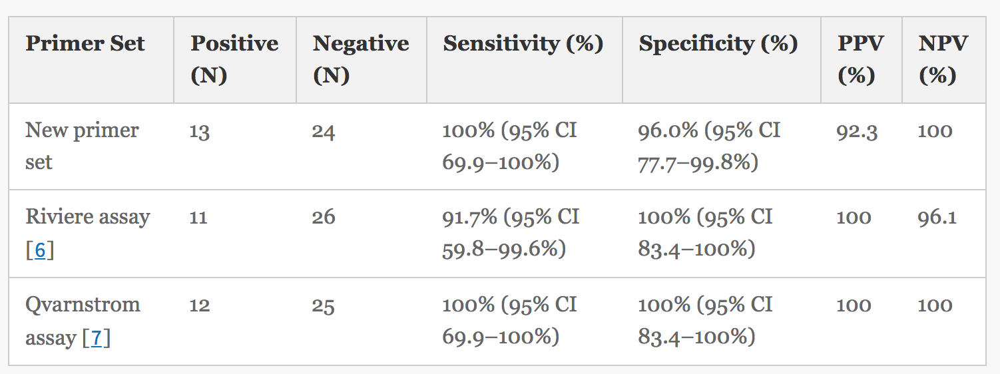 Primer Set Positive (N) Negative (N) Sensitivity (%) Specificity (%) PPV (%) NPV (%)
New primer set 13 24 100% (95% CI 69.9–100%) 96.0% (95% CI 77.7–99.8%) 92.3 100
Riviere assay [6] 11 26 91.7% (95% CI 59.8–99.6%) 100% (95% CI 83.4–100%) 100 96.1
Qvarnstrom assay [7] 12 25 100% (95% CI 69.9–100%) 100% (95% CI 83.4–100%) 100 100